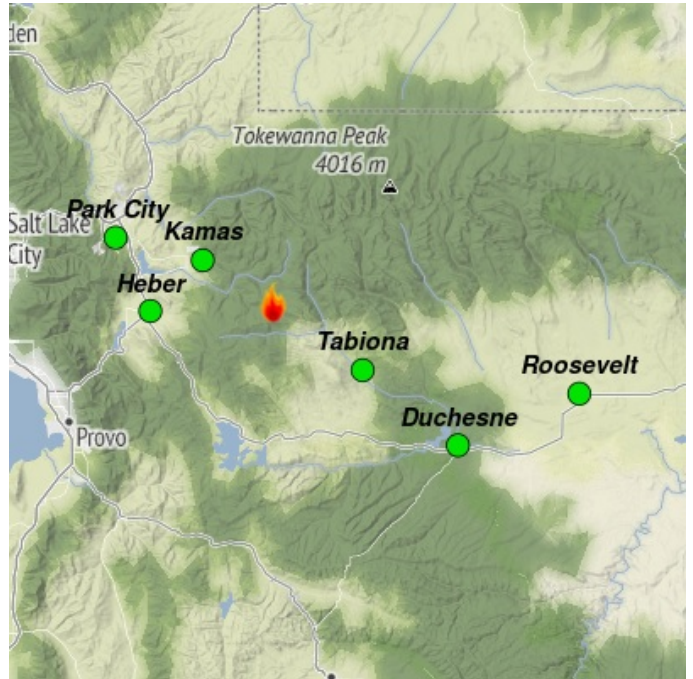 den
Tokewanna Peak
4016 m
Park City
Salt Lake
City
Kamas
Heber
Tabiona
Roosevelt
Duchesne
Provo